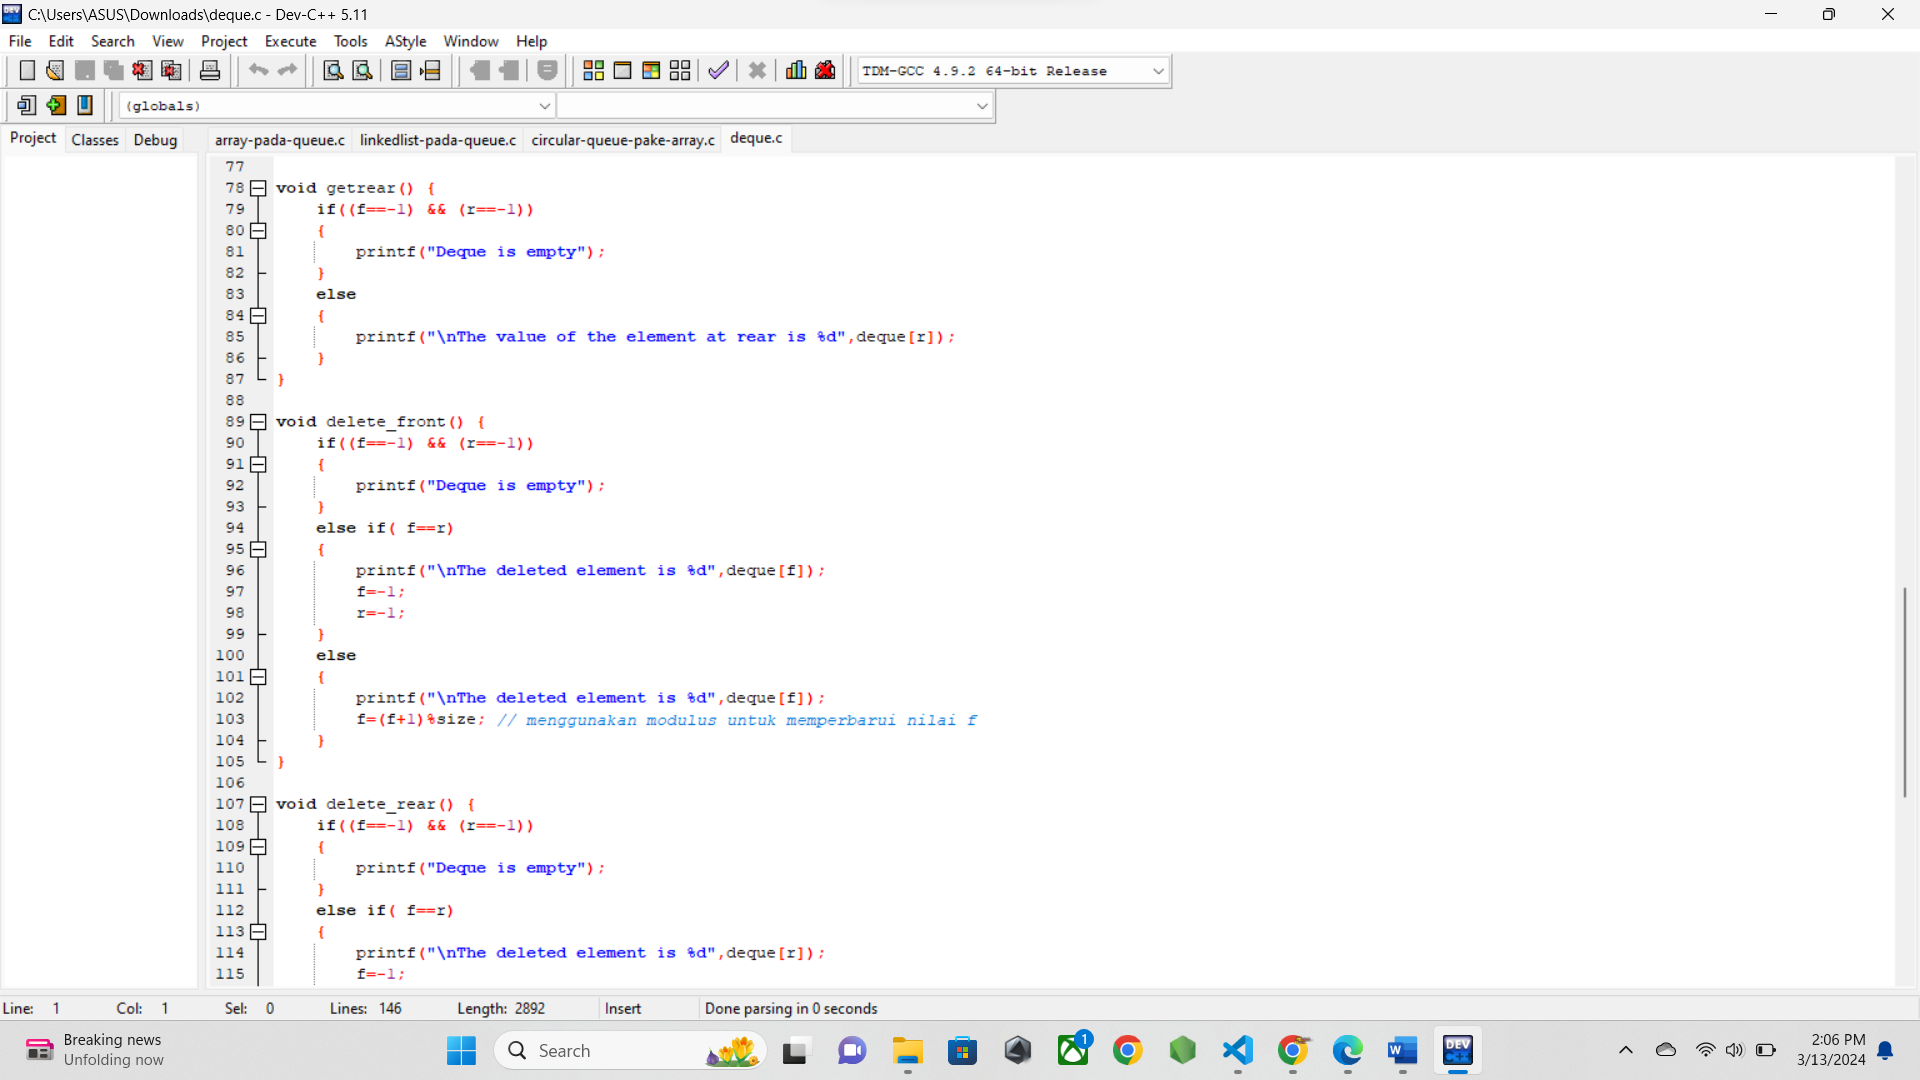 C:\Users\ASUS\Downloads\deque.c - Dev-C++ 5.11
File Edit Search View Project Execute Tools AStyle Window Help
TDM-GCC 4.9.2 64-bit Release
(globals)
Project Classes Debug
array-pada-queue.c linkedlist-pada-queue.c circular-queue-pake-array.c deque.c
77
78 void getrear() {
79 if((f==-1) && (r==-1))
80 {
81 printf("Deque is empty");
82 }
83 else
84 {
85 printf("\nThe value of the element at rear is %d",deque[r]);
86 }
87 }
88
89 void delete_front() {
90 if((f==-1) && (r==-1))
91 {
92 printf("Deque is empty");
93 }
94 else if( f==r)
95 {
96 printf("\nThe deleted element is %d",deque[f]);
97 f=-1;
98 r=-1;
99 }
100 else
101 {
102 printf("\nThe deleted element is %d",deque[f]);
103 f=(f+1)%size; // menggunakan modulus untuk memperbarui nilai f
104 }
105 }
106
107 void delete_rear() {
108 if((f==-1) && (r==-1))
109 {
110 printf("Deque is empty");
111 }
112 else if( f==r)
113 {
114 printf("\nThe deleted element is %d",deque[r]);
115 f=-1;
Line: 1 Col: 1 Sel: 0 Lines: 146 Length: 2892 Insert Done parsing in 0 seconds
Breaking news
Unfolding now
Search
1
W
DEV C++
2:06 PM
3/13/2024